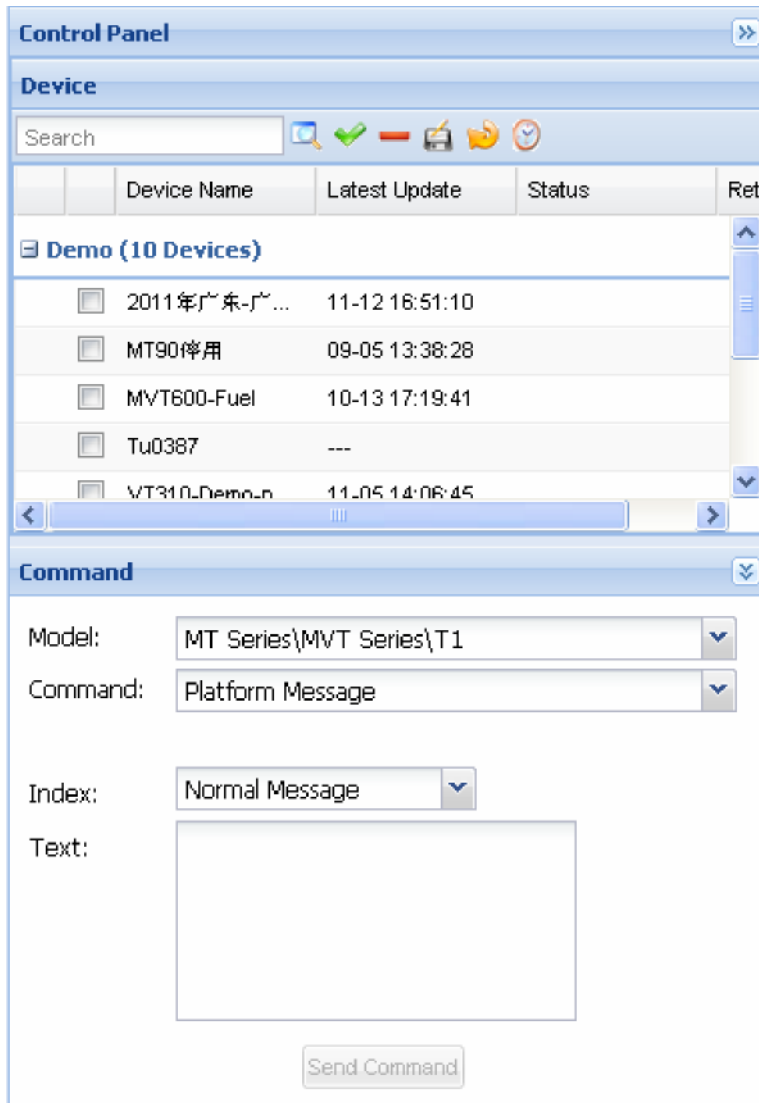 Control Panel
Device
Search
Device Name Latest Update Status Ret
Demo (10 Devices)
2011年广东-广... 11-12 16:51:10
MT90停用 09-05 13:38:28
MVT600-Fuel 10-13 17:19:41
Tu0387 ---
VT310-Demo-n 11-05 14:06:45
Command
Model: MT Series\MVT Series\T1
Command: Platform Message
Index: Normal Message
Text:
Send Command